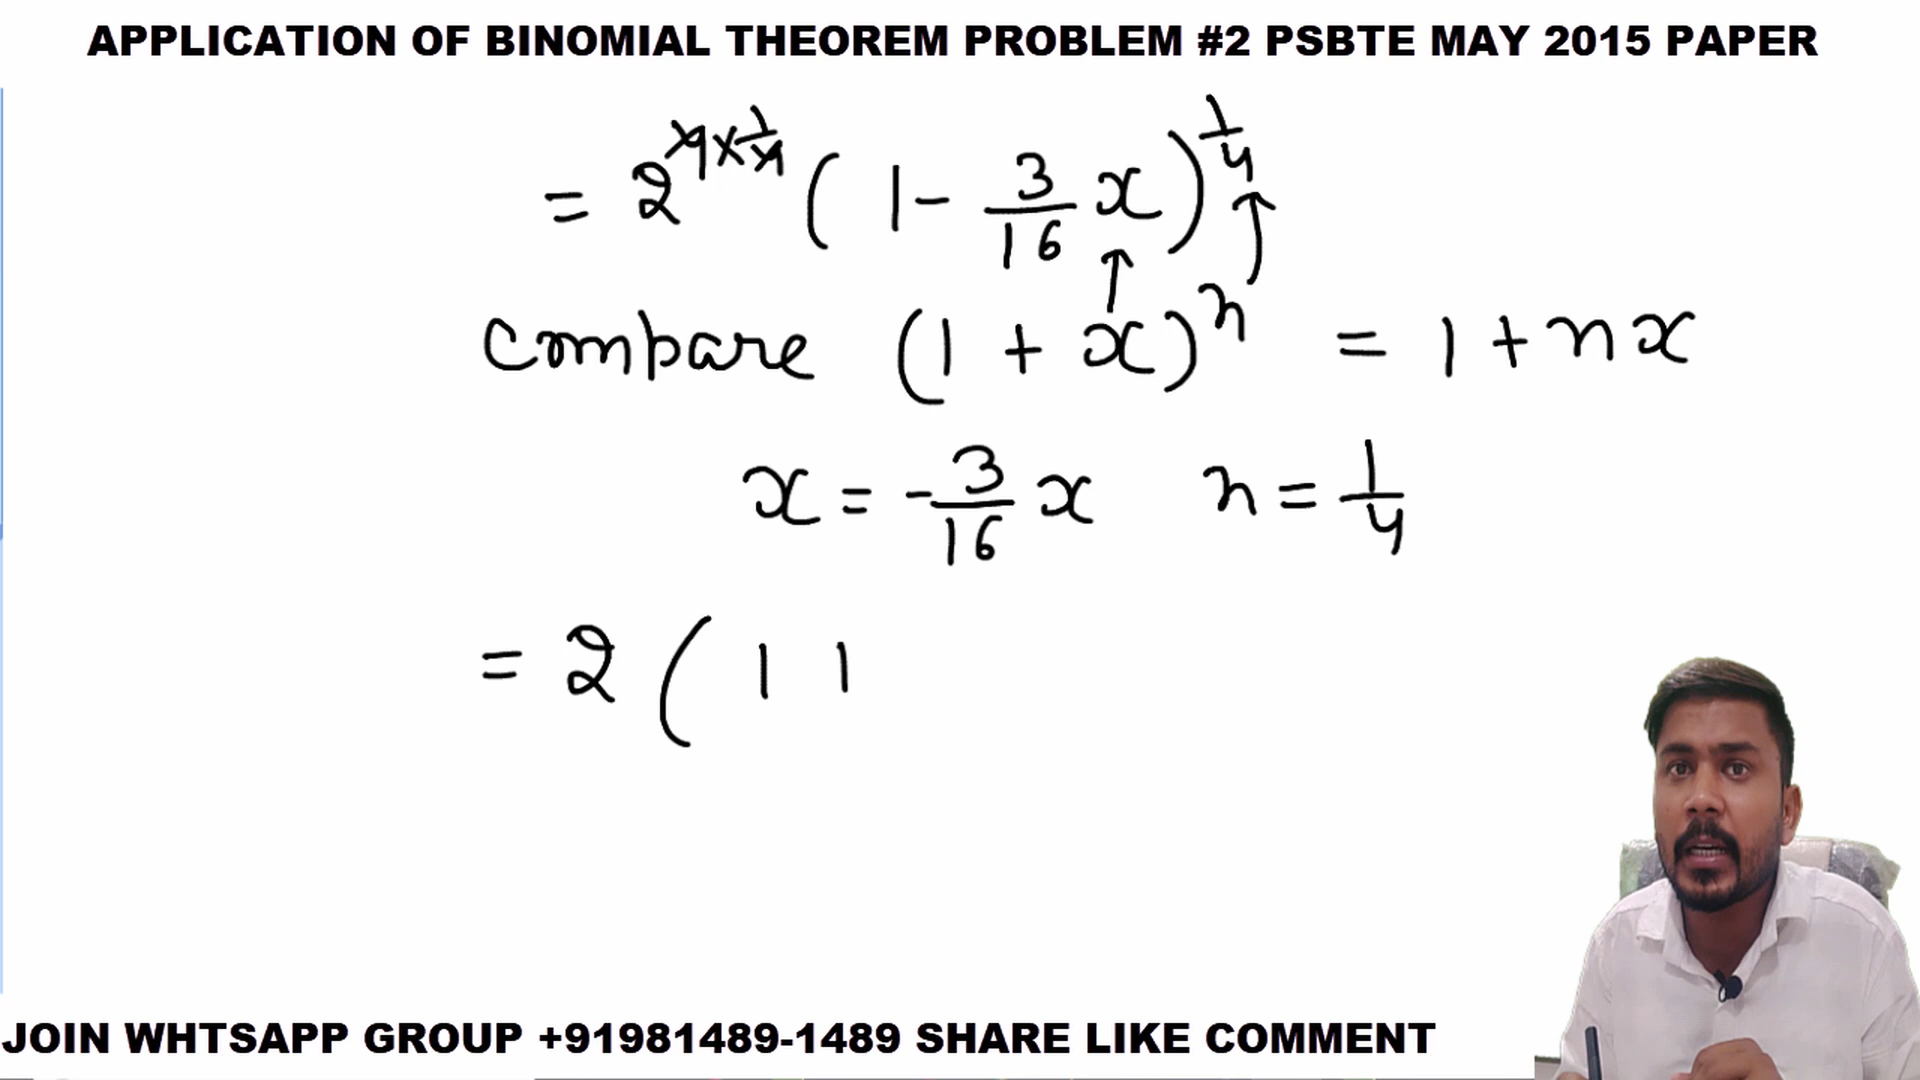 APPLICATION OF BINOMIAL THEOREM PROBLEM #2 PSBTE MAY 2015 PAPER
= 2^(4×1/4) (1 - 3/16 x)^(1/4)
compare (1 + x)^n = 1 + nx
x = -3/16 x n = 1/4
= 2 ( 1 1
JOIN WHTSAPP GROUP +91981489-1489 SHARE LIKE COMMENT